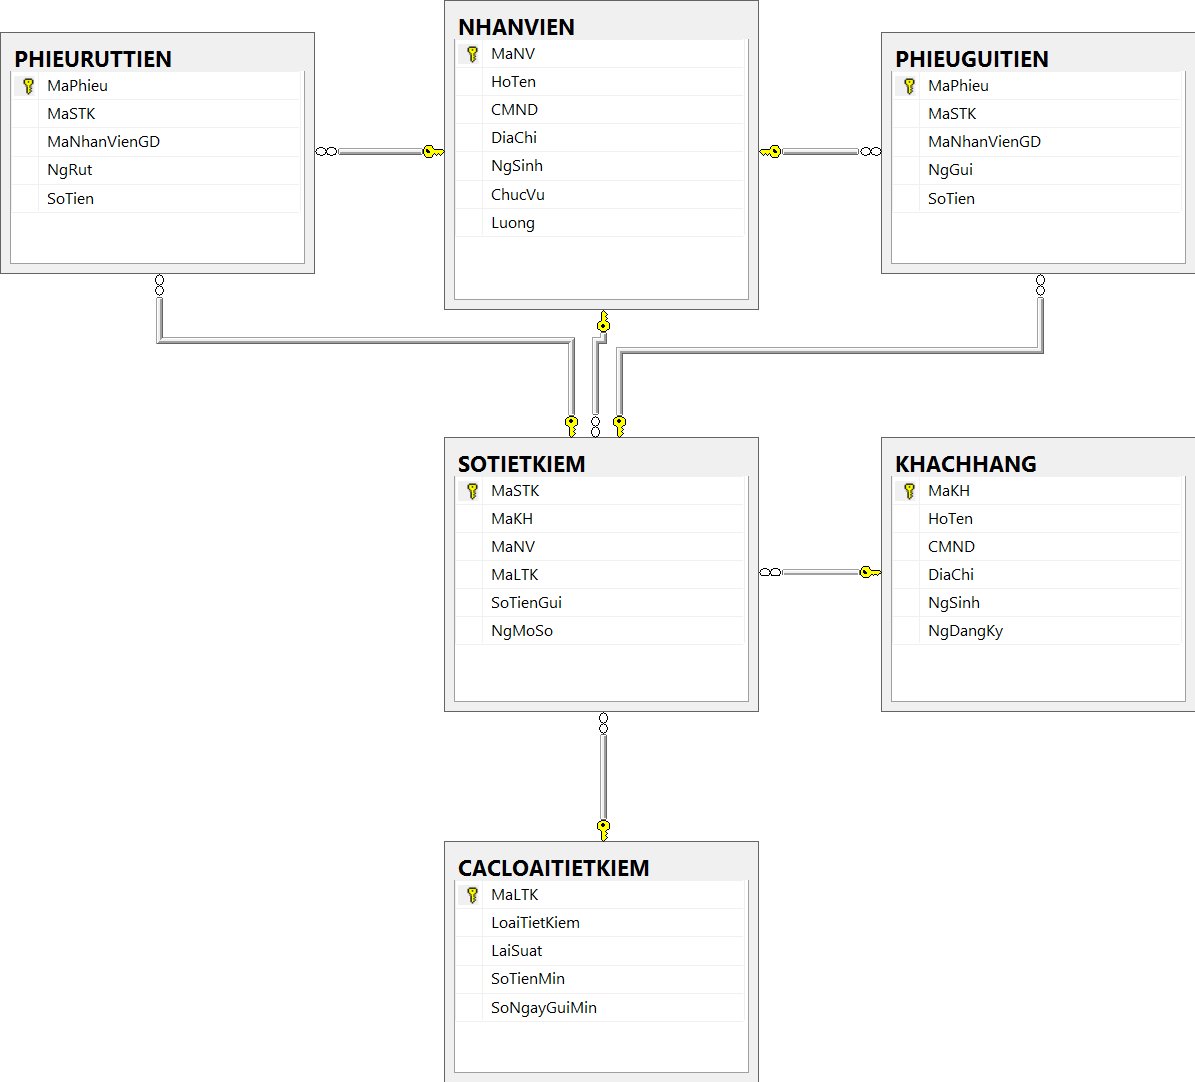 PHIEURUTTIEN
MaPhieu
MaSTK
MaNhanVienGD
NgRut
SoTien
NHANVIEN
MaNV
HoTen
CMND
DiaChi
NgSinh
ChucVu
Luong
PHIEUGUITIEN
MaPhieu
MaSTK
MaNhanVienGD
NgGui
SoTien
SOTIETKIEM
MaSTK
MaKH
MaNV
MaLTK
SoTienGui
NgMoSo
KHACHHANG
MaKH
HoTen
CMND
DiaChi
NgSinh
NgDangKy
CACLOAITIETKIEM
MaLTK
LoaiTietKiem
LaiSuat
SoTienMin
SoNgayGuiMin